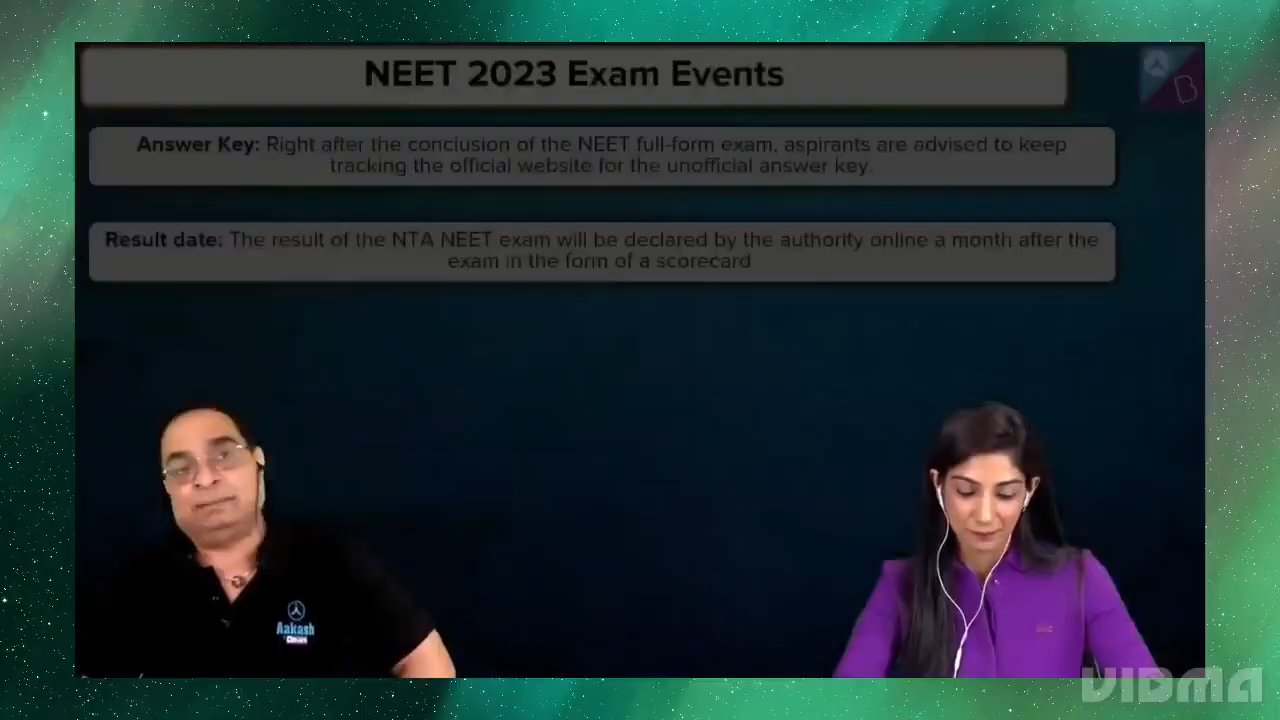 NEET 2023 Exam Events
Answer Key: Right after the conclusion of the NEET full-form exam, aspirants are advised to keep
tracking the official website for the unofficial answer key.
Result date: The result of the NTA NEET exam will be declared by the authority online a month after the
exam in the form of a scorecard
B
Aakash
VIDMA